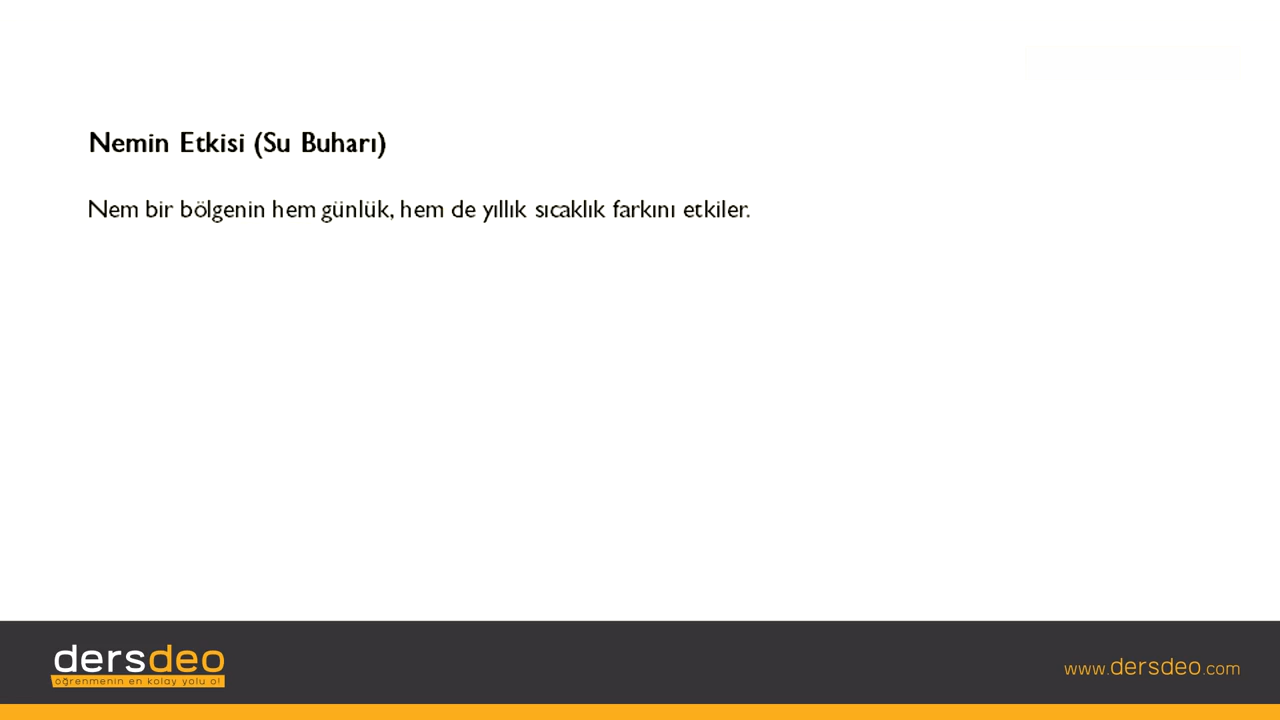 Nemin Etkisi (Su Buharı)
Nem bir bölgenin hem günlük, hem de yıllık sıcaklık farkını etkiler.
dersdeo
öğrenmenin en kolay yolu o!
www.dersdeo.com